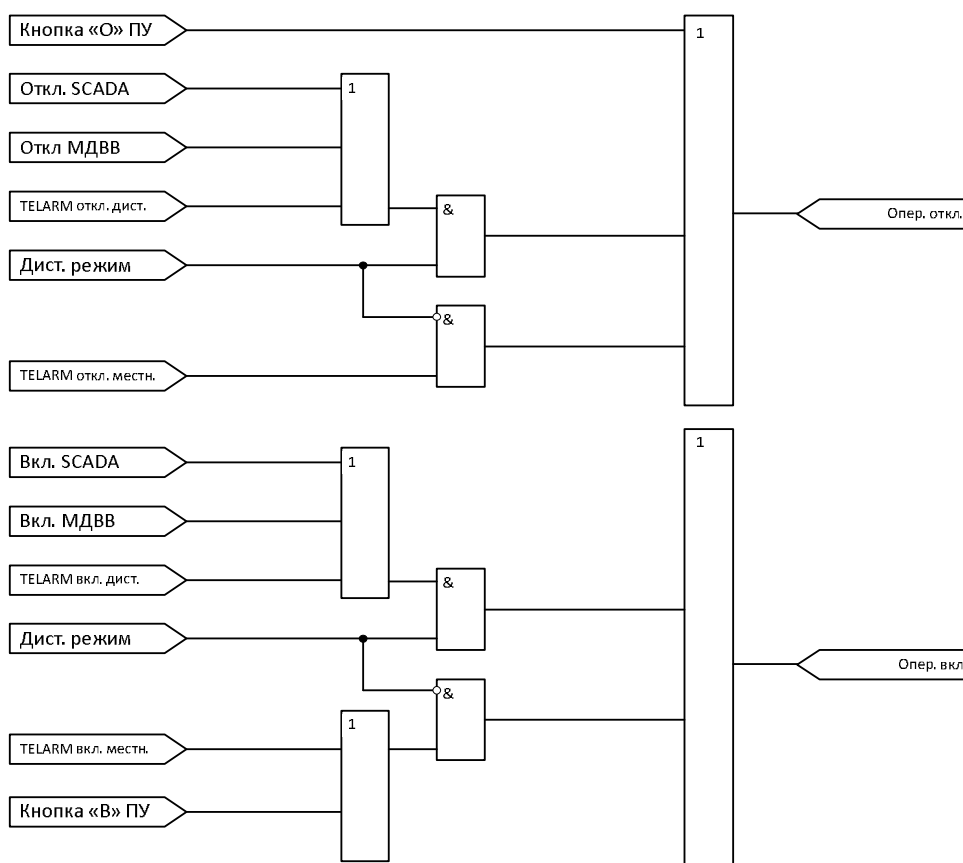 Кнопка «О» ПУ
1
Откл. SCADA
1
Откл МДВВ
TELARM откл. дист.
&
Опер. откл.
Дист. режим
&
TELARM откл. местн.
1
Вкл. SCADA
1
Вкл. МДВВ
TELARM вкл. дист.
&
Дист. режим
Опер. вкл
&
1
TELARM вкл. местн.
Кнопка «В» ПУ